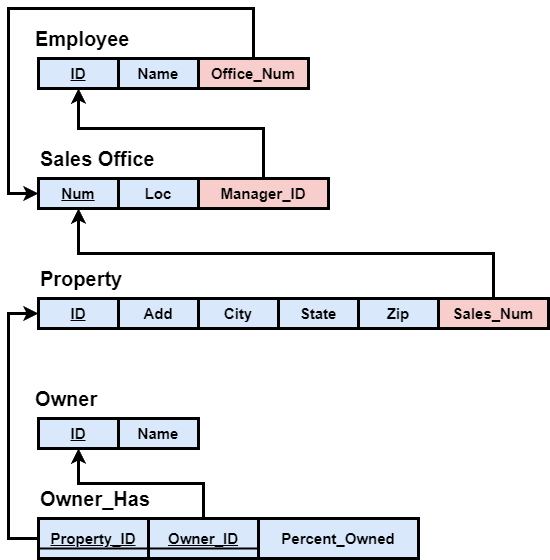 Employee
ID Name Office_Num
Sales Office
Num Loc Manager_ID
Property
ID Add City State Zip Sales_Num
Owner
ID Name
Owner_Has
Property_ID Owner_ID Percent_Owned